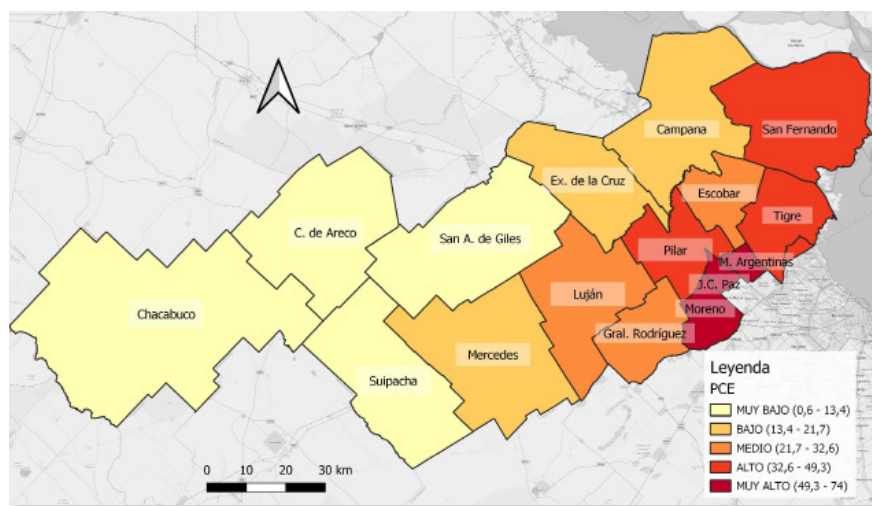 Campana
San Fernando
Ex. de la Cruz
Escobar
Tigre
C. de Areco
San A. de Giles
Pilar
M. Argentinas
J.C. Paz
Luján
Moreno
Chacabuco
Gral. Rodríguez
Mercedes
Suipacha
Leyenda
PCE
MUY BAJO (0,6 - 13,4)
BAJO (13,4 - 21,7)
MEDIO (21,7 - 32,6)
ALTO (32,6 - 49,3)
MUY ALTO (49,3 - 74)
0 10 20 30 km